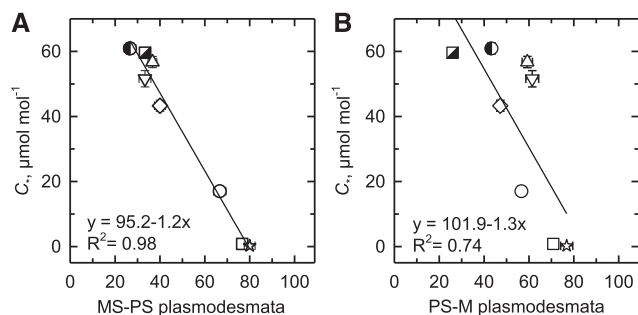 A
B
C*, μmol mol⁻¹
60
40
20
0
y = 95.2-1.2x
R²= 0.98
0 20 40 60 80 100
MS-PS plasmodesmata
C*, μmol mol⁻¹
60
40
20
0
y = 101.9-1.3x
R²= 0.74
0 20 40 60 80 100
PS-M plasmodesmata